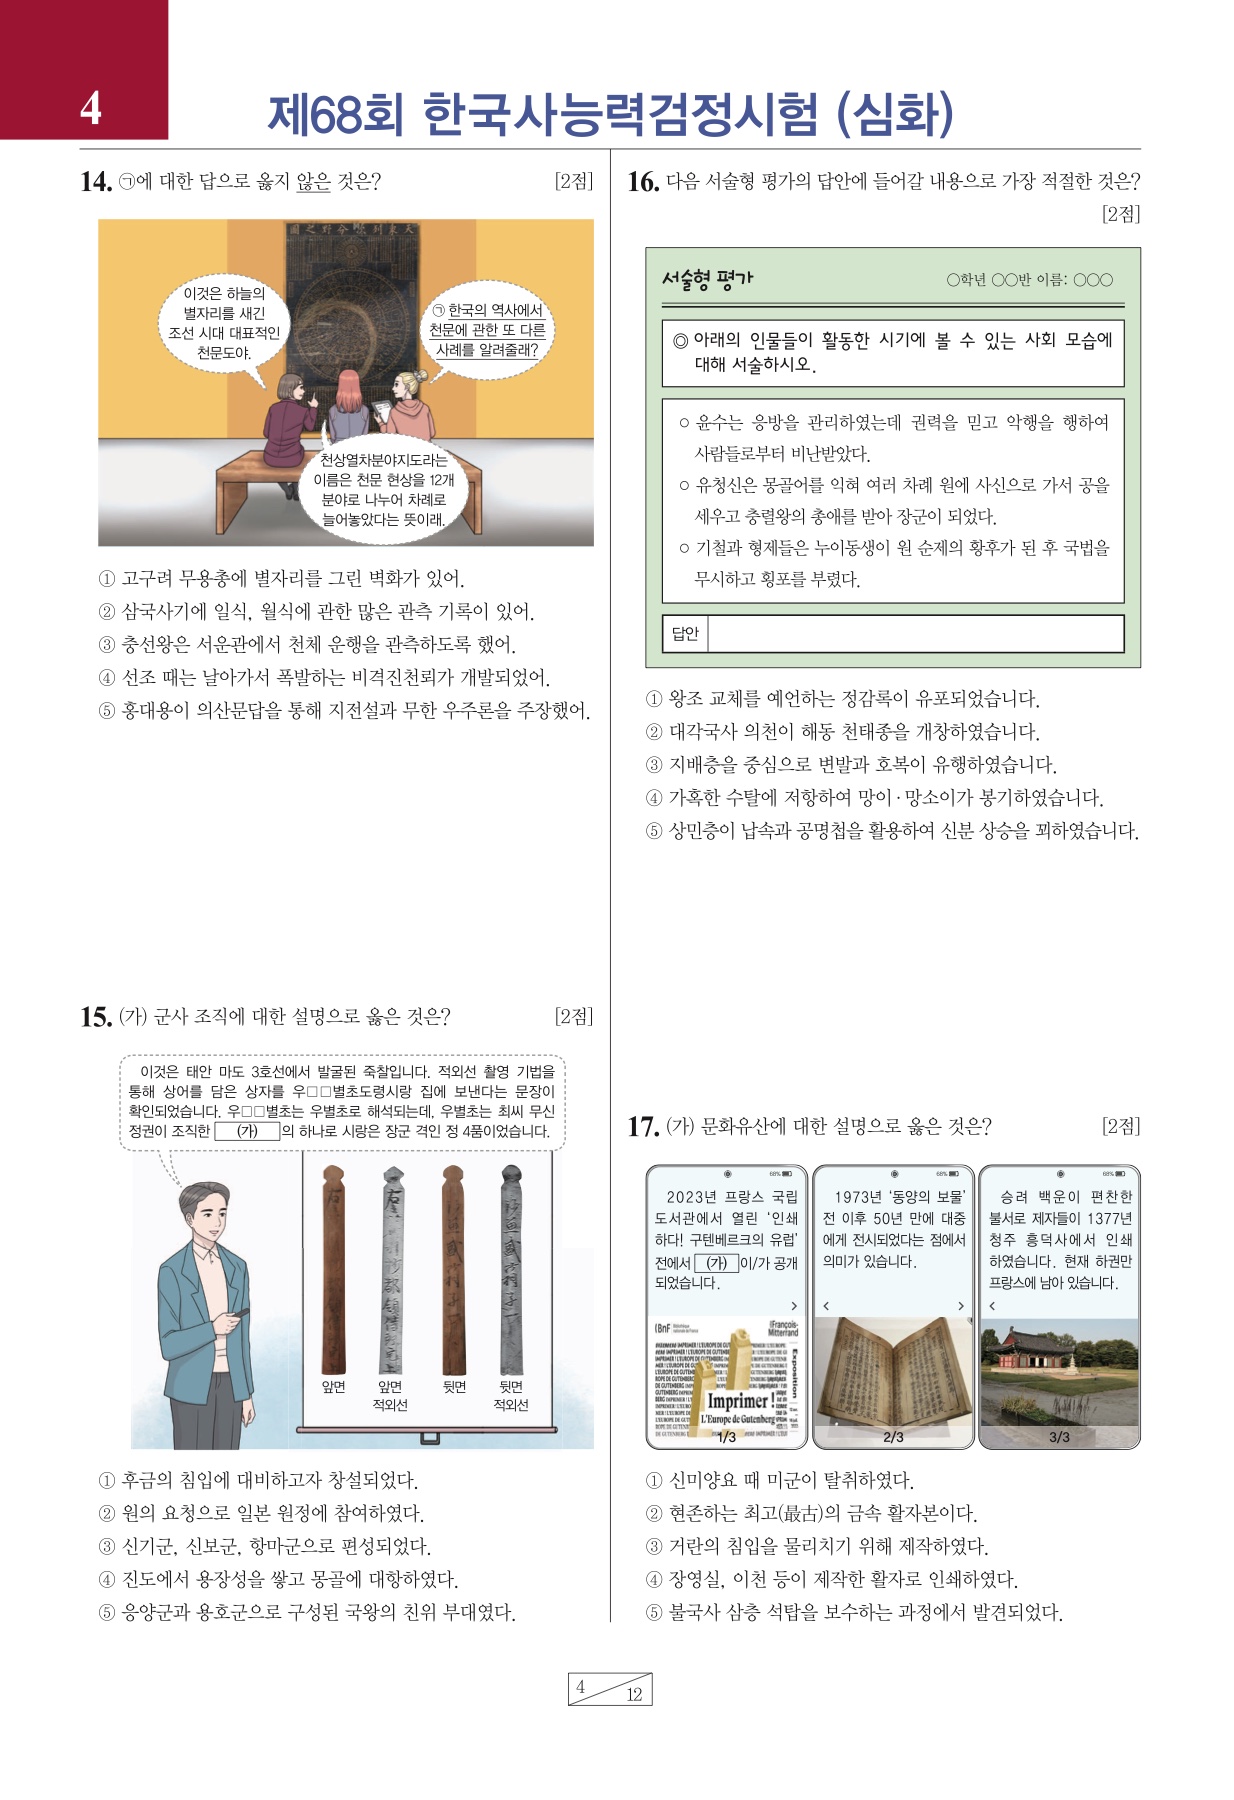 4
제68회 한국사능력검정시험 (심화)
14. ㉠에 대한 답으로 옳지 않은 것은? [2점]
天象列次分野之圖
이것은 하늘의
별자리를 새긴
조선 시대 대표적인
천문도야.
㉠ 한국의 역사에서
천문에 관한 또 다른
사례를 알려줄래?
천상열차분야지도라는
이름은 천문 현상을 12개
분야로 나누어 차례로
늘어놓았다는 뜻이래.
① 고구려 무용총에 별자리를 그린 벽화가 있어.
② 삼국사기에 일식, 월식에 관한 많은 관측 기록이 있어.
③ 충선왕은 서운관에서 천체 운행을 관측하도록 했어.
④ 선조 때는 날아가서 폭발하는 비격진천뢰가 개발되었어.
⑤ 홍대용이 의산문답을 통해 지전설과 무한 우주론을 주장했어.
15. (가) 군사 조직에 대한 설명으로 옳은 것은? [2점]
이것은 태안 마도 3호선에서 발굴된 죽찰입니다. 적외선 촬영 기법을
통해 상어를 담은 상자를 우□□별초도령시랑 집에 보낸다는 문장이
확인되었습니다. 우□□별초는 우별초로 해석되는데, 우별초는 최씨 무신
정권이 조직한 (가) 의 하나로 시랑은 장군 격인 정 4품이었습니다.
앞면
앞면
적외선
뒷면
뒷면
적외선
① 후금의 침입에 대비하고자 창설되었다.
② 원의 요청으로 일본 원정에 참여하였다.
③ 신기군, 신보군, 항마군으로 편성되었다.
④ 진도에서 용장성을 쌓고 몽골에 대항하였다.
⑤ 응양군과 용호군으로 구성된 국왕의 친위 부대였다.
16. 다음 서술형 평가의 답안에 들어갈 내용으로 가장 적절한 것은?
[2점]
서술형 평가 ○학년 ○○반 이름: ○○○
◎ 아래의 인물들이 활동한 시기에 볼 수 있는 사회 모습에
대해 서술하시오.
○ 윤수는 응방을 관리하였는데 권력을 믿고 악행을 행하여
사람들로부터 비난받았다.
○ 유청신은 몽골어를 익혀 여러 차례 원에 사신으로 가서 공을
세우고 충렬왕의 총애를 받아 장군이 되었다.
○ 기철과 형제들은 누이동생이 원 순제의 황후가 된 후 국법을
무시하고 횡포를 부렸다.
답안
① 왕조 교체를 예언하는 정감록이 유포되었습니다.
② 대각국사 의천이 해동 천태종을 개창하였습니다.
③ 지배층을 중심으로 변발과 호복이 유행하였습니다.
④ 가혹한 수탈에 저항하여 망이·망소이가 봉기하였습니다.
⑤ 상민층이 납속과 공명첩을 활용하여 신분 상승을 꾀하였습니다.
17. (가) 문화유산에 대한 설명으로 옳은 것은? [2점]
68%
2023년 프랑스 국립
도서관에서 열린 ‘인쇄
하다! 구텐베르크의 유럽’
전에서 (가) 이/가 공개
되었습니다.
>
(BnF
François-
Mitterrand
Exposition
Imprimer !
L'Europe de Gutenberg
1/3
68%
1973년 ‘동양의 보물’
전 이후 50년 만에 대중
에게 전시되었다는 점에서
의미가 있습니다.
< >
2/3
68%
승려 백운이 편찬한
불서로 제자들이 1377년
청주 흥덕사에서 인쇄
하였습니다. 현재 하권만
프랑스에 남아 있습니다.
<
3/3
① 신미양요 때 미군이 탈취하였다.
② 현존하는 최고(最古)의 금속 활자본이다.
③ 거란의 침입을 물리치기 위해 제작하였다.
④ 장영실, 이천 등이 제작한 활자로 인쇄하였다.
⑤ 불국사 삼층 석탑을 보수하는 과정에서 발견되었다.
4
12